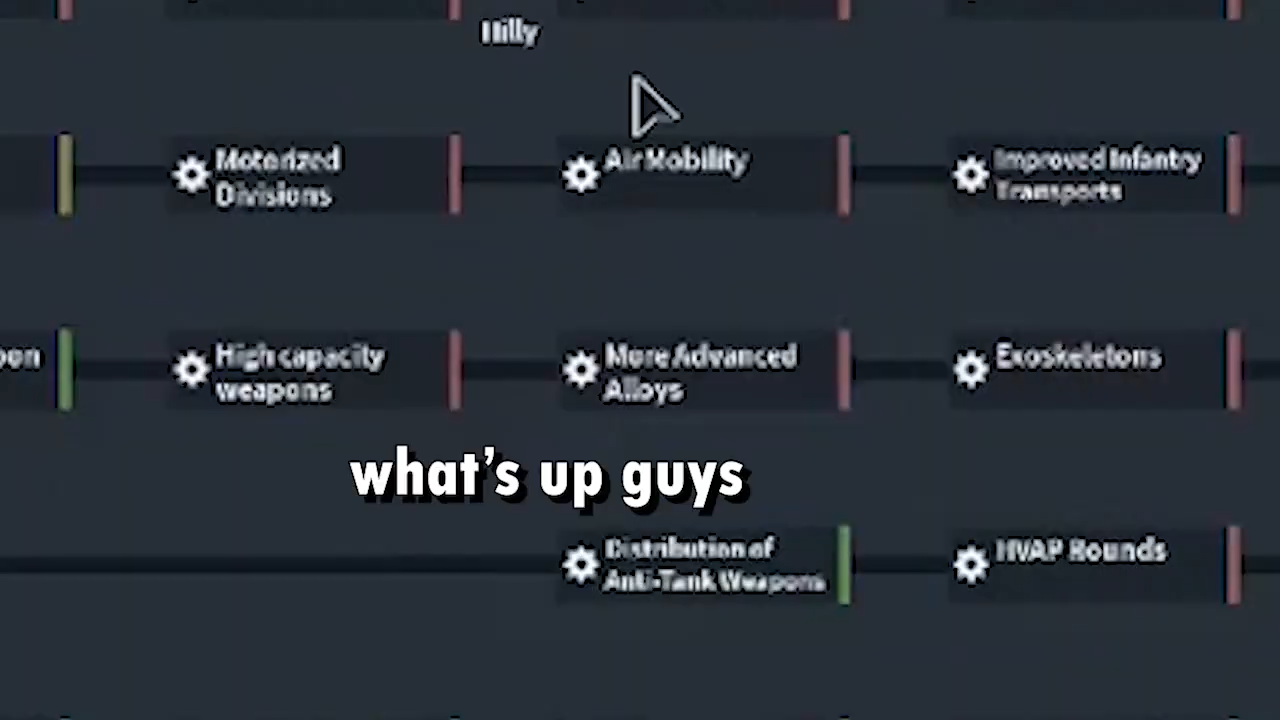 Hilly
Motorized
Divisions
Air Mobility
Improved Infantry
Transports
High capacity
weapons
More Advanced
Alloys
Exoskeletons
what's up guys
Distribution of
Anti-Tank Weapons
HVAP Rounds